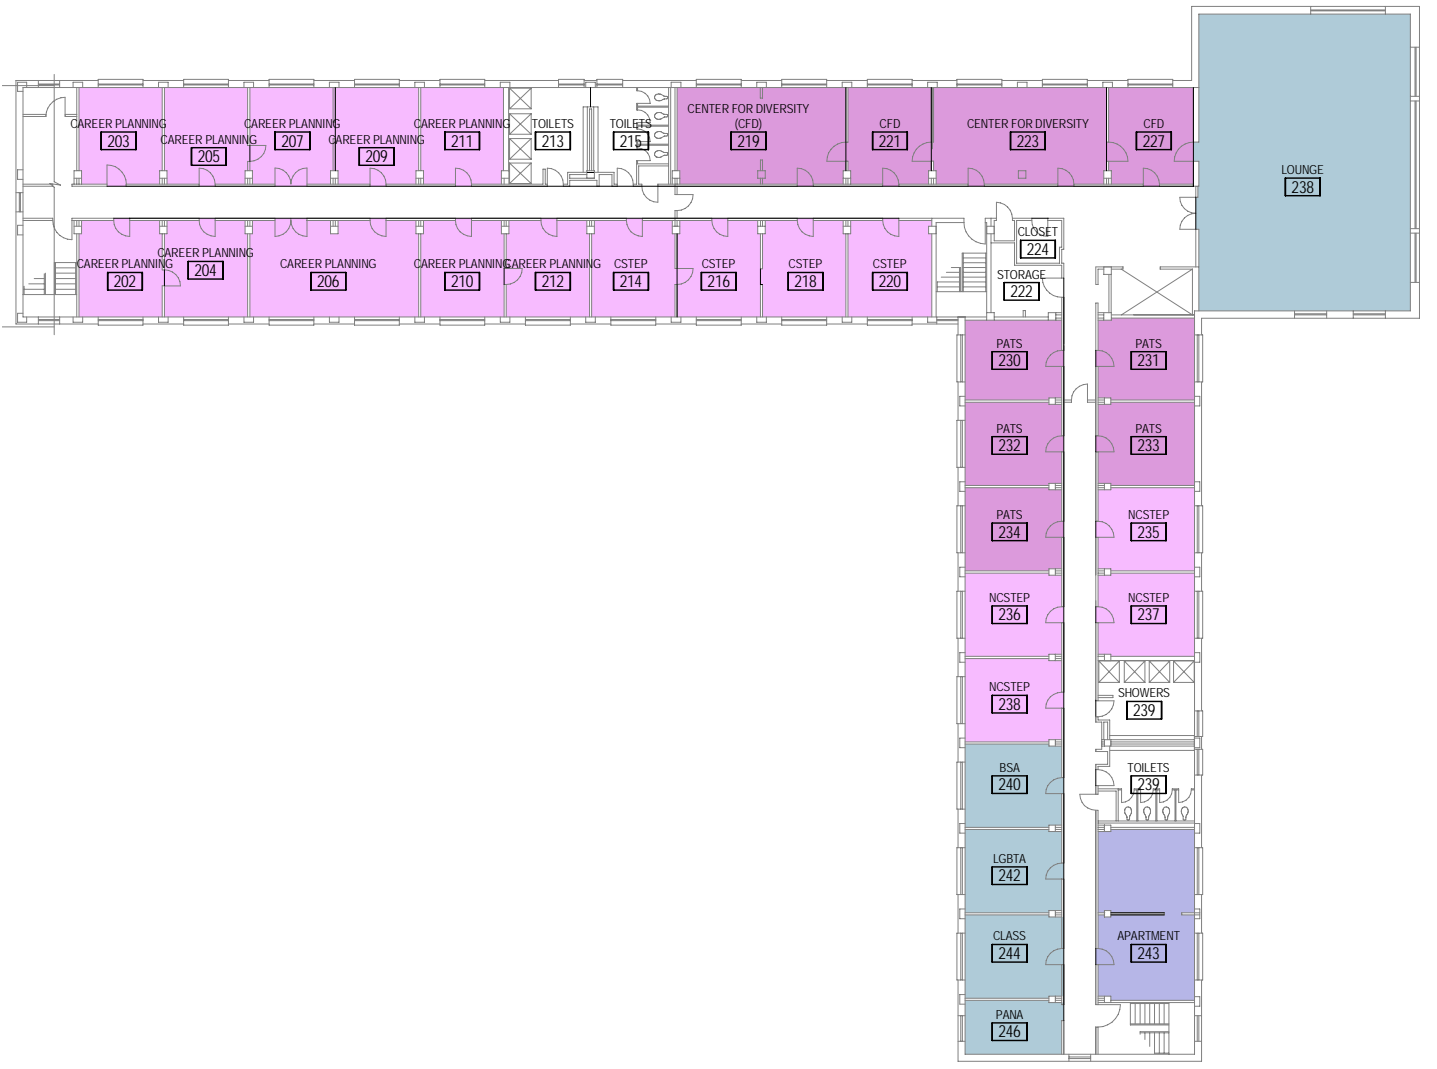 CAREER PLANNING
203
CAREER PLANNING
205
CAREER PLANNING
207
CAREER PLANNING
209
CAREER PLANNING
211
TOILETS
213
TOILETS
215
CENTER FOR DIVERSITY
(CFD)
219
CFD
221
CENTER FOR DIVERSITY
223
CFD
227
LOUNGE
238
CAREER PLANNING
202
CAREER PLANNING
204
CAREER PLANNING
206
CAREER PLANNING
210
CAREER PLANNING
212
CSTEP
214
CSTEP
216
CSTEP
218
CSTEP
220
CLOSET
224
STORAGE
222
PATS
230
PATS
231
PATS
232
PATS
233
PATS
234
NCSTEP
235
NCSTEP
236
NCSTEP
237
NCSTEP
238
SHOWERS
239
BSA
240
TOILETS
239
LGBTA
242
CLASS
244
APARTMENT
243
PANA
246